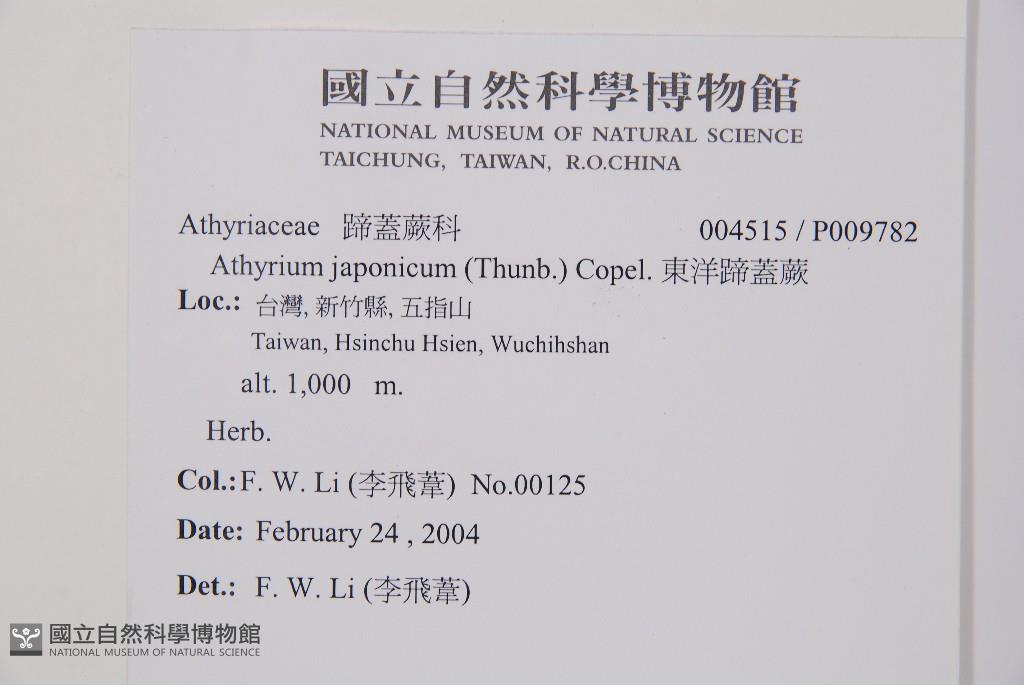 國立自然科學博物館
NATIONAL MUSEUM OF NATURAL SCIENCE
TAICHUNG, TAIWAN, R.O.CHINA
Athyriaceae 蹄蓋蕨科 004515 / P009782
Athyrium japonicum (Thunb.) Copel. 東洋蹄蓋蕨
Loc.: 台灣, 新竹縣, 五指山
Taiwan, Hsinchu Hsien, Wuchihshan
alt. 1,000 m.
Herb.
Col.: F. W. Li (李飛葦) No.00125
Date: February 24 , 2004
Det.: F. W. Li (李飛葦)
國立自然科學博物館
NATIONAL MUSEUM OF NATURAL SCIENCE